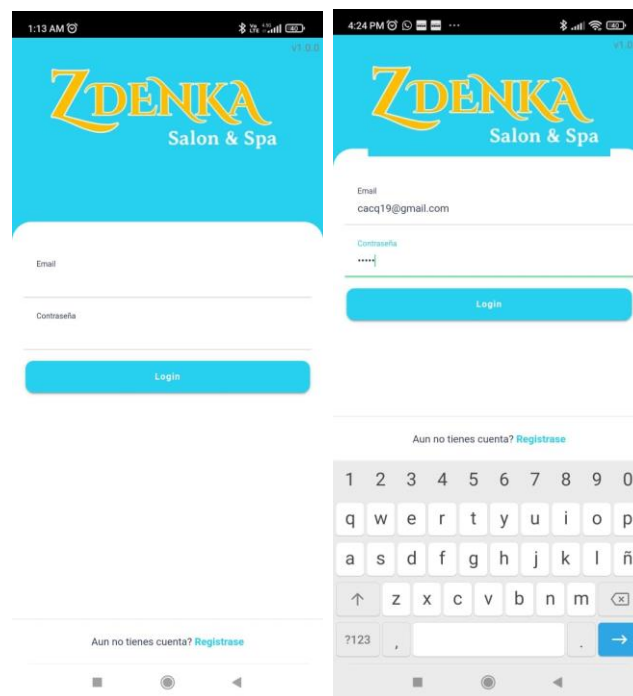 1:13 AM
v1.0.0
ZDENKA
Salon & Spa
Email
Contraseña
Login
Aun no tienes cuenta? Registrase
4:24 PM
v1.0
ZDENKA
Salon & Spa
Email
cacq19@gmail.com
Contraseña
•••••
Login
Aun no tienes cuenta? Registrase
1 2 3 4 5 6 7 8 9 0
q w e r t y u i o p
a s d f g h j k l ñ
z x c v b n m
?123 , .